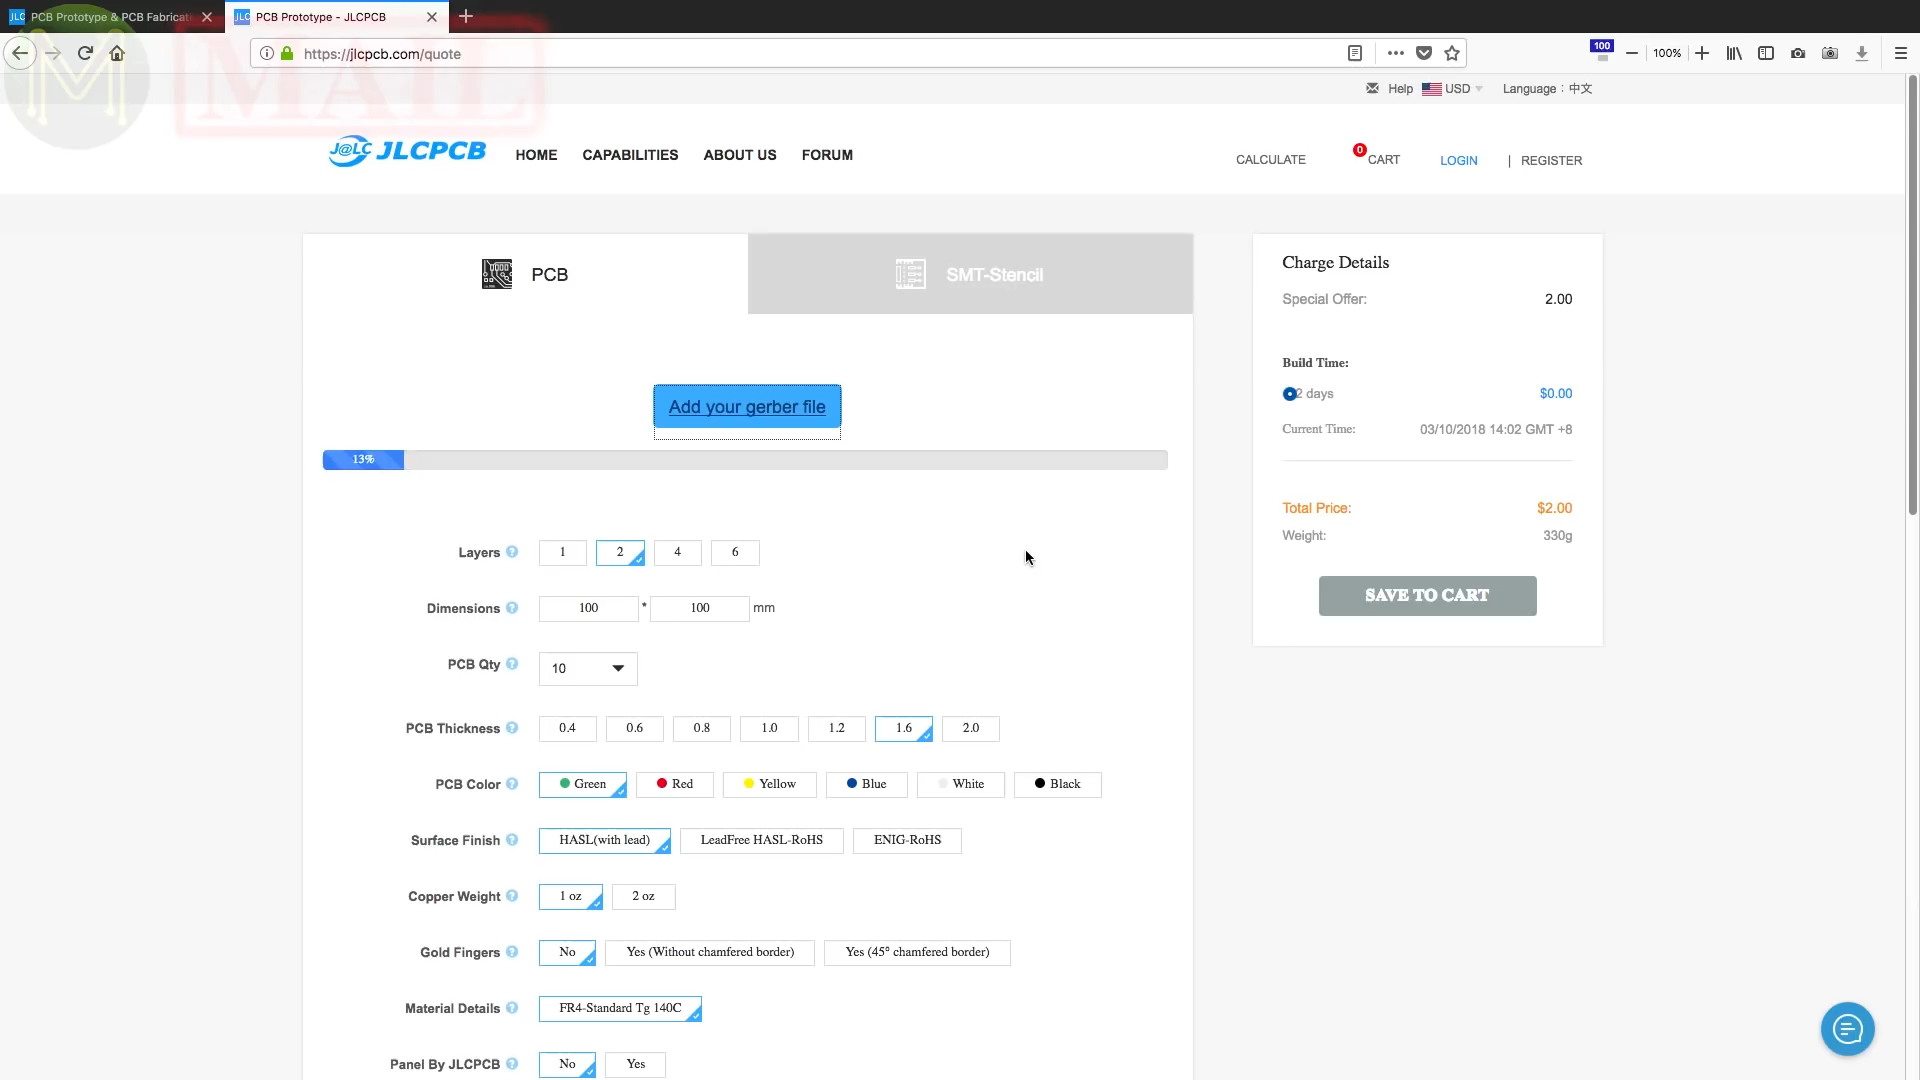 JLC PCB Prototype & PCB Fabricat
JLC PCB Prototype - JLCPCB
M MAIL
https://jlcpcb.com/quote
100
100%
Help USD Language : 中文
J@LC JLCPCB HOME CAPABILITIES ABOUT US FORUM
CALCULATE 0 CART LOGIN | REGISTER
PCB
SMT-Stencil
Add your gerber file
13%
Layers ? 1 2 4 6
Dimensions ? 100 * 100 mm
PCB Qty ? 10
PCB Thickness ? 0.4 0.6 0.8 1.0 1.2 1.6 2.0
PCB Color ? Green Red Yellow Blue White Black
Surface Finish ? HASL(with lead) LeadFree HASL-RoHS ENIG-RoHS
Copper Weight ? 1 oz 2 oz
Gold Fingers ? No Yes (Without chamfered border) Yes (45° chamfered border)
Material Details ? FR4-Standard Tg 140C
Panel By JLCPCB ? No Yes
Charge Details
Special Offer: 2.00
Build Time:
2 days $0.00
Current Time: 03/10/2018 14:02 GMT +8
Total Price: $2.00
Weight: 330g
SAVE TO CART